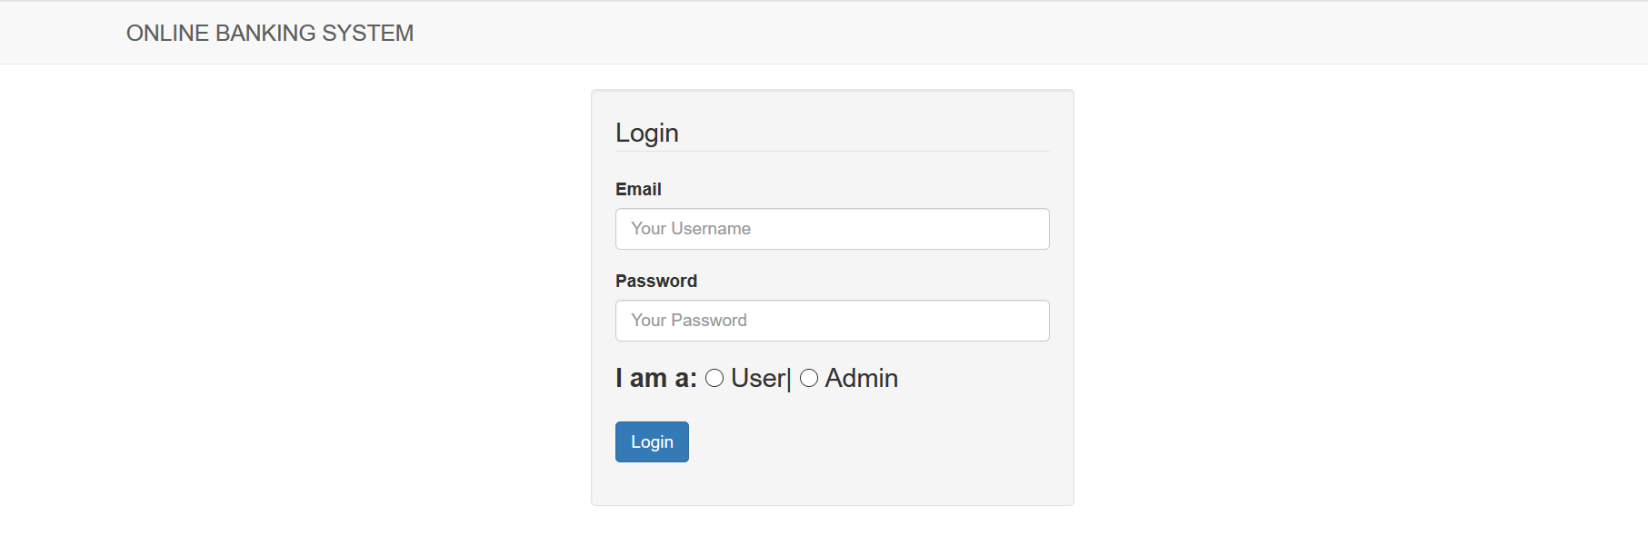 ONLINE BANKING SYSTEM
Login
Email
Your Username
Password
Your Password
I am a: User| Admin
Login